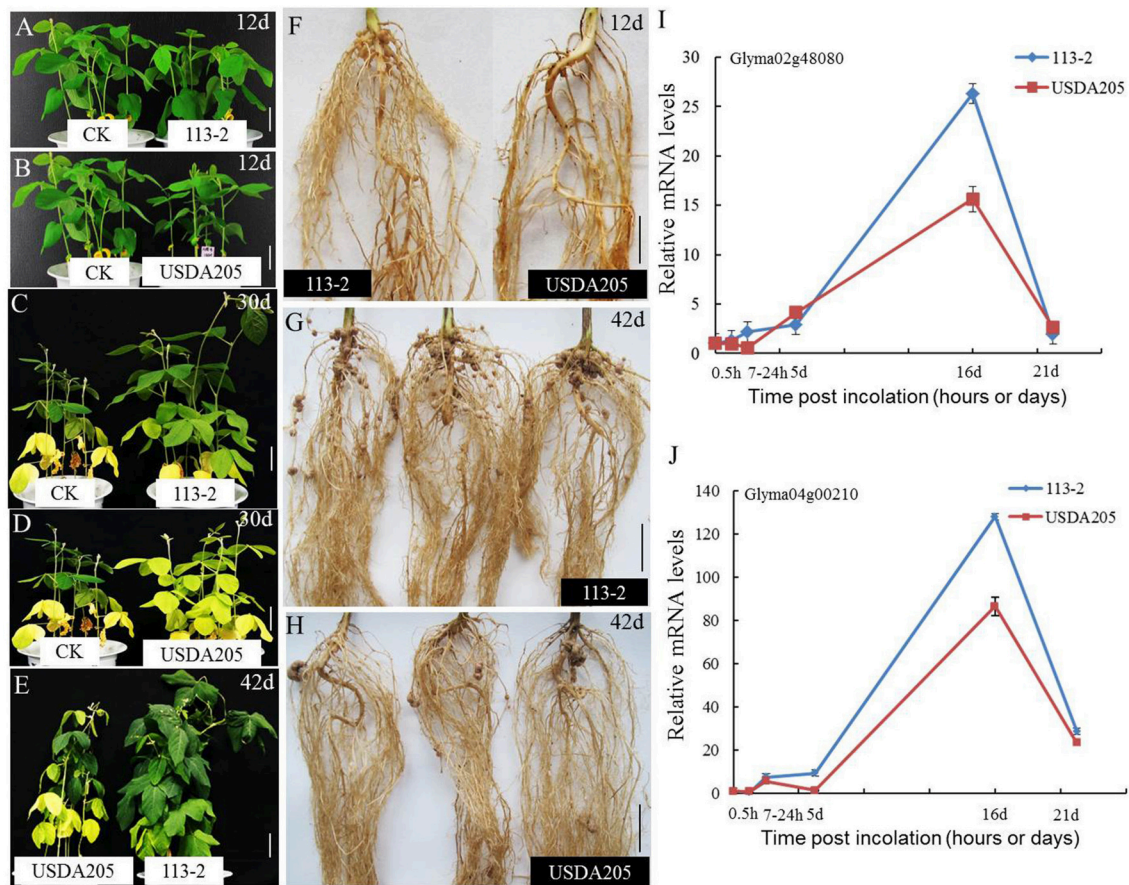 A
12d
CK
113-2
B
12d
CK
USDA205
C
30d
CK
113-2
D
30d
CK
USDA205
E
42d
USDA205
113-2
F
12d
113-2
USDA205
G
42d
113-2
H
42d
USDA205
I
Glyma02g48080
113-2
USDA205
Relative mRNA levels
30
25
20
15
10
5
0
0.5h 7-24h 5d 16d 21d
Time post incolation (hours or days)
J
Glyma04g00210
113-2
USDA205
Relative mRNA levels
140
120
100
80
60
40
20
0
0.5h 7-24h 5d 16d 21d
Time post incolation (hours or days)